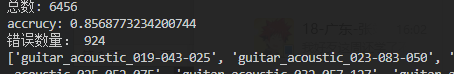 总数: 6456
accrucy: 0.8568773234200744
错误数量:  924
['guitar_acoustic_019-043-025', 'guitar_acoustic_023-083-050', '